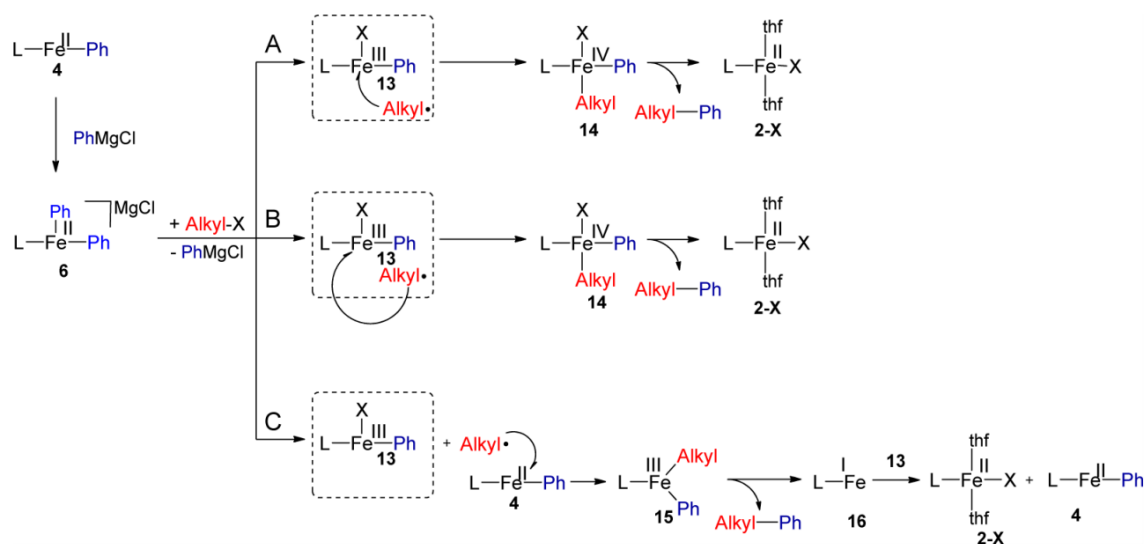 L—Fe II—Ph
4
PhMgCl
Ph
L—Fe II—Ph
MgCl
6
+ Alkyl-X
- PhMgCl
A
X
L—Fe III—Ph
13
Alkyl•
X
L—Fe IV—Ph
Alkyl
14
Alkyl—Ph
thf
L—Fe II—X
thf
2-X
B
X
L—Fe III—Ph
13
Alkyl•
X
L—Fe IV—Ph
Alkyl
14
Alkyl—Ph
thf
L—Fe II—X
thf
2-X
C
X
L—Fe III—Ph
13
+ Alkyl•
L—Fe II—Ph
4
III Alkyl
L—Fe
Ph
15
Alkyl—Ph
I
L—Fe
16
13
thf
L—Fe II—X
thf
2-X
+
L—Fe II—Ph
4